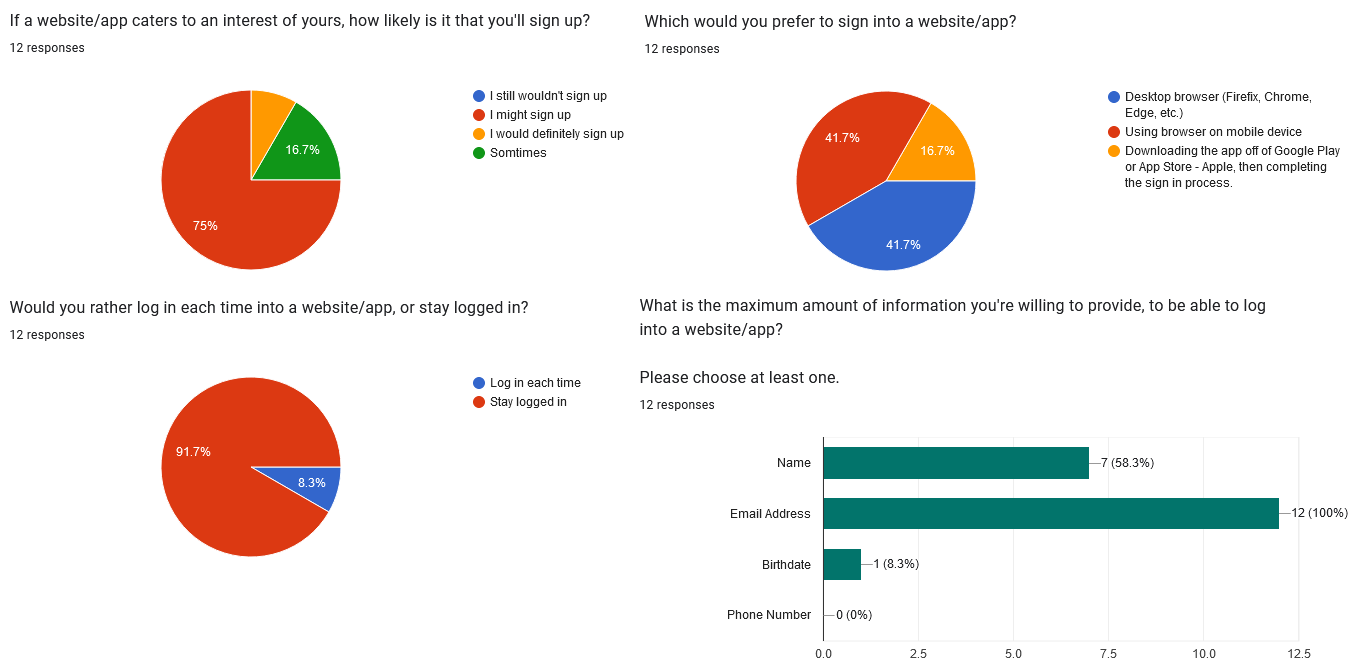 If a website/app caters to an interest of yours, how likely is it that you'll sign up?
12 responses
I still wouldn't sign up
I might sign up
I would definitely sign up
Somtimes
16.7%
75%
Which would you prefer to sign into a website/app?
12 responses
Desktop browser (Firefix, Chrome,
Edge, etc.)
Using browser on mobile device
Downloading the app off of Google Play
or App Store - Apple, then completing
the sign in process.
41.7%
16.7%
41.7%
Would you rather log in each time into a website/app, or stay logged in?
12 responses
Log in each time
Stay logged in
91.7%
8.3%
What is the maximum amount of information you're willing to provide, to be able to log
into a website/app?
Please choose at least one.
12 responses
Name
7 (58.3%)
Email Address
12 (100%)
Birthdate
1 (8.3%)
Phone Number
0 (0%)
0.0 2.5 5.0 7.5 10.0 12.5